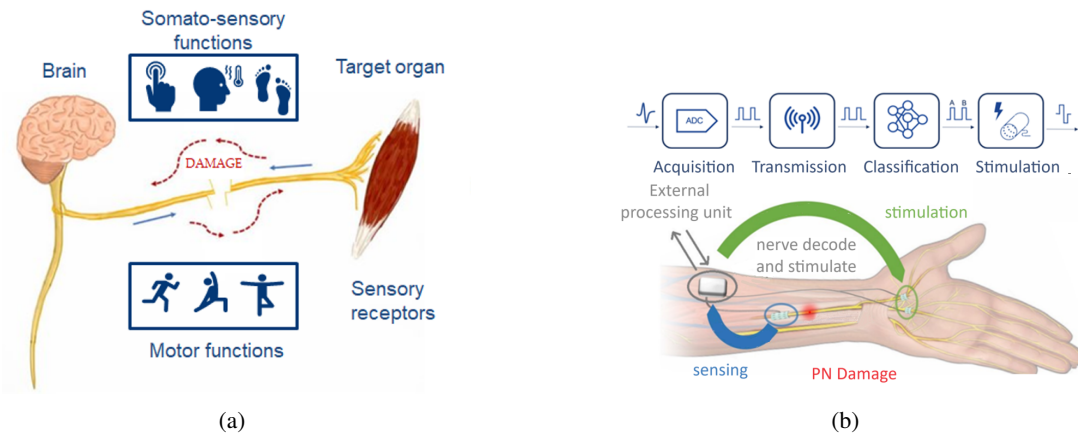 Somato-sensory
functions
Brain
Target organ
DAMAGE
Sensory
receptors
Motor functions
(a)
ADC
A B
Acquisition Transmission Classification Stimulation
External
processing unit
stimulation
nerve decode
and stimulate
sensing
PN Damage
(b)